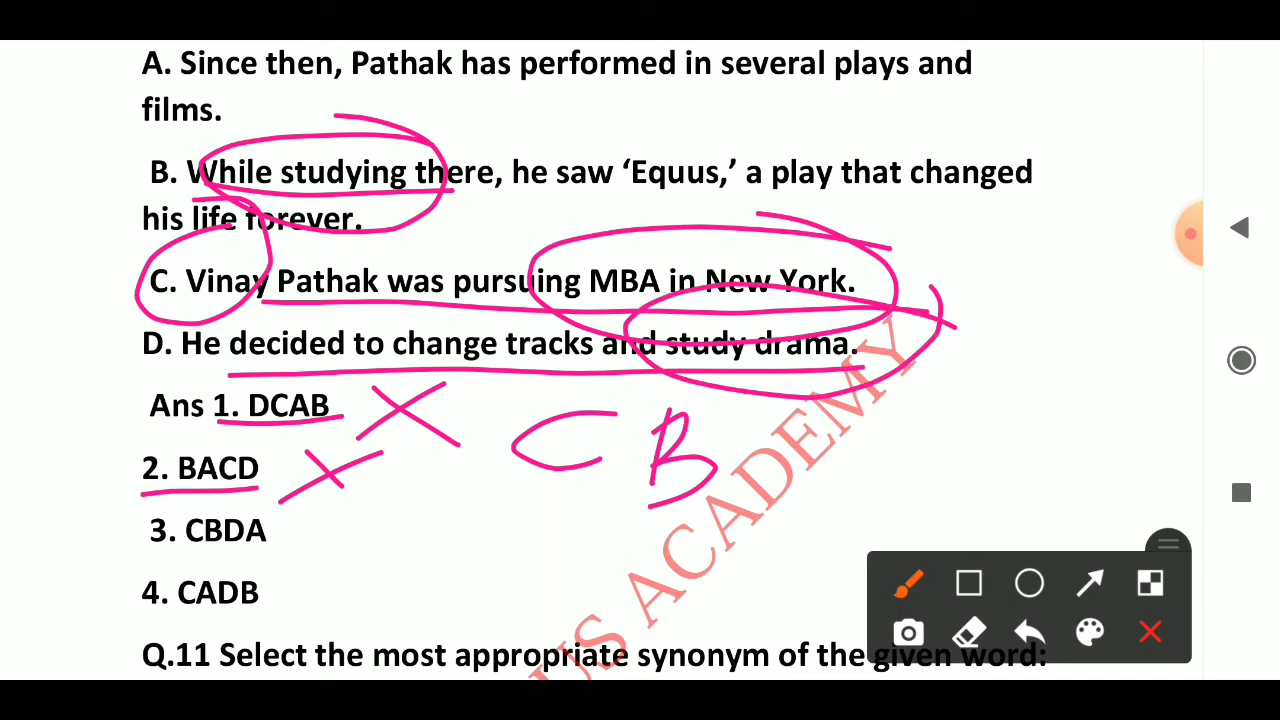 A. Since then, Pathak has performed in several plays and
films.
B. While studying there, he saw ‘Equus,’ a play that changed
his life forever.
C. Vinay Pathak was pursuing MBA in New York.
D. He decided to change tracks and study drama.
Ans 1. DCAB
C B
2. BACD
3. CBDA
4. CADB
Q.11 Select the most appropriate synonym of the given word:
US ACADEMY